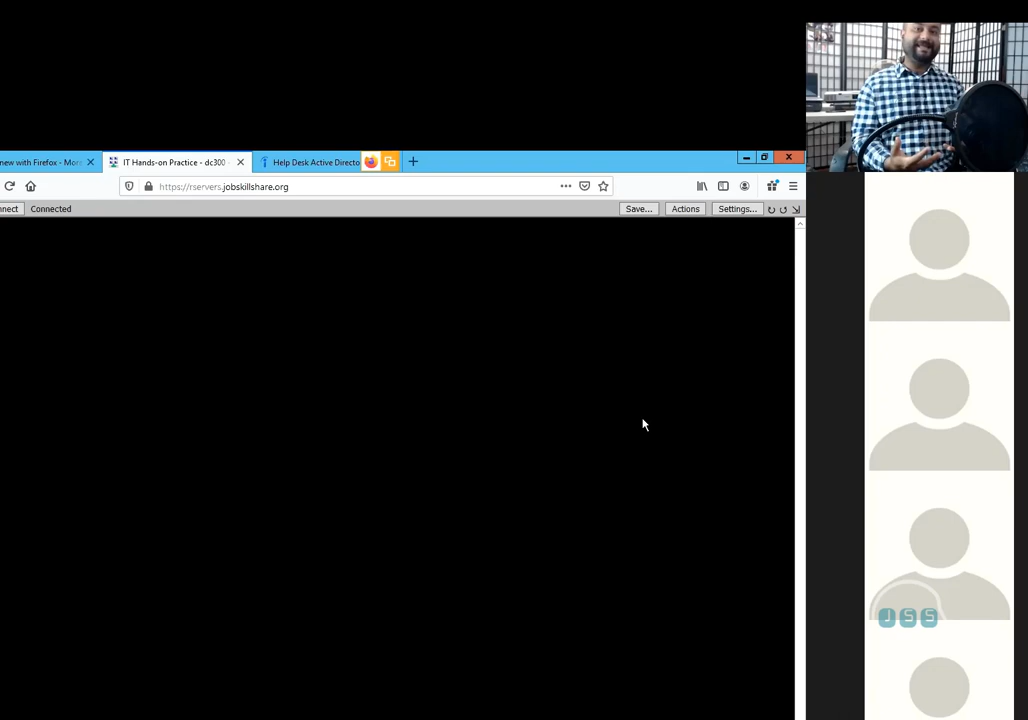 new with Firefox - Mor
IT Hands-on Practice - dc300
Help Desk Active Directo
https://rservers.jobskillshare.org
nnect
Connected
Save...
Actions
Settings...
JSS